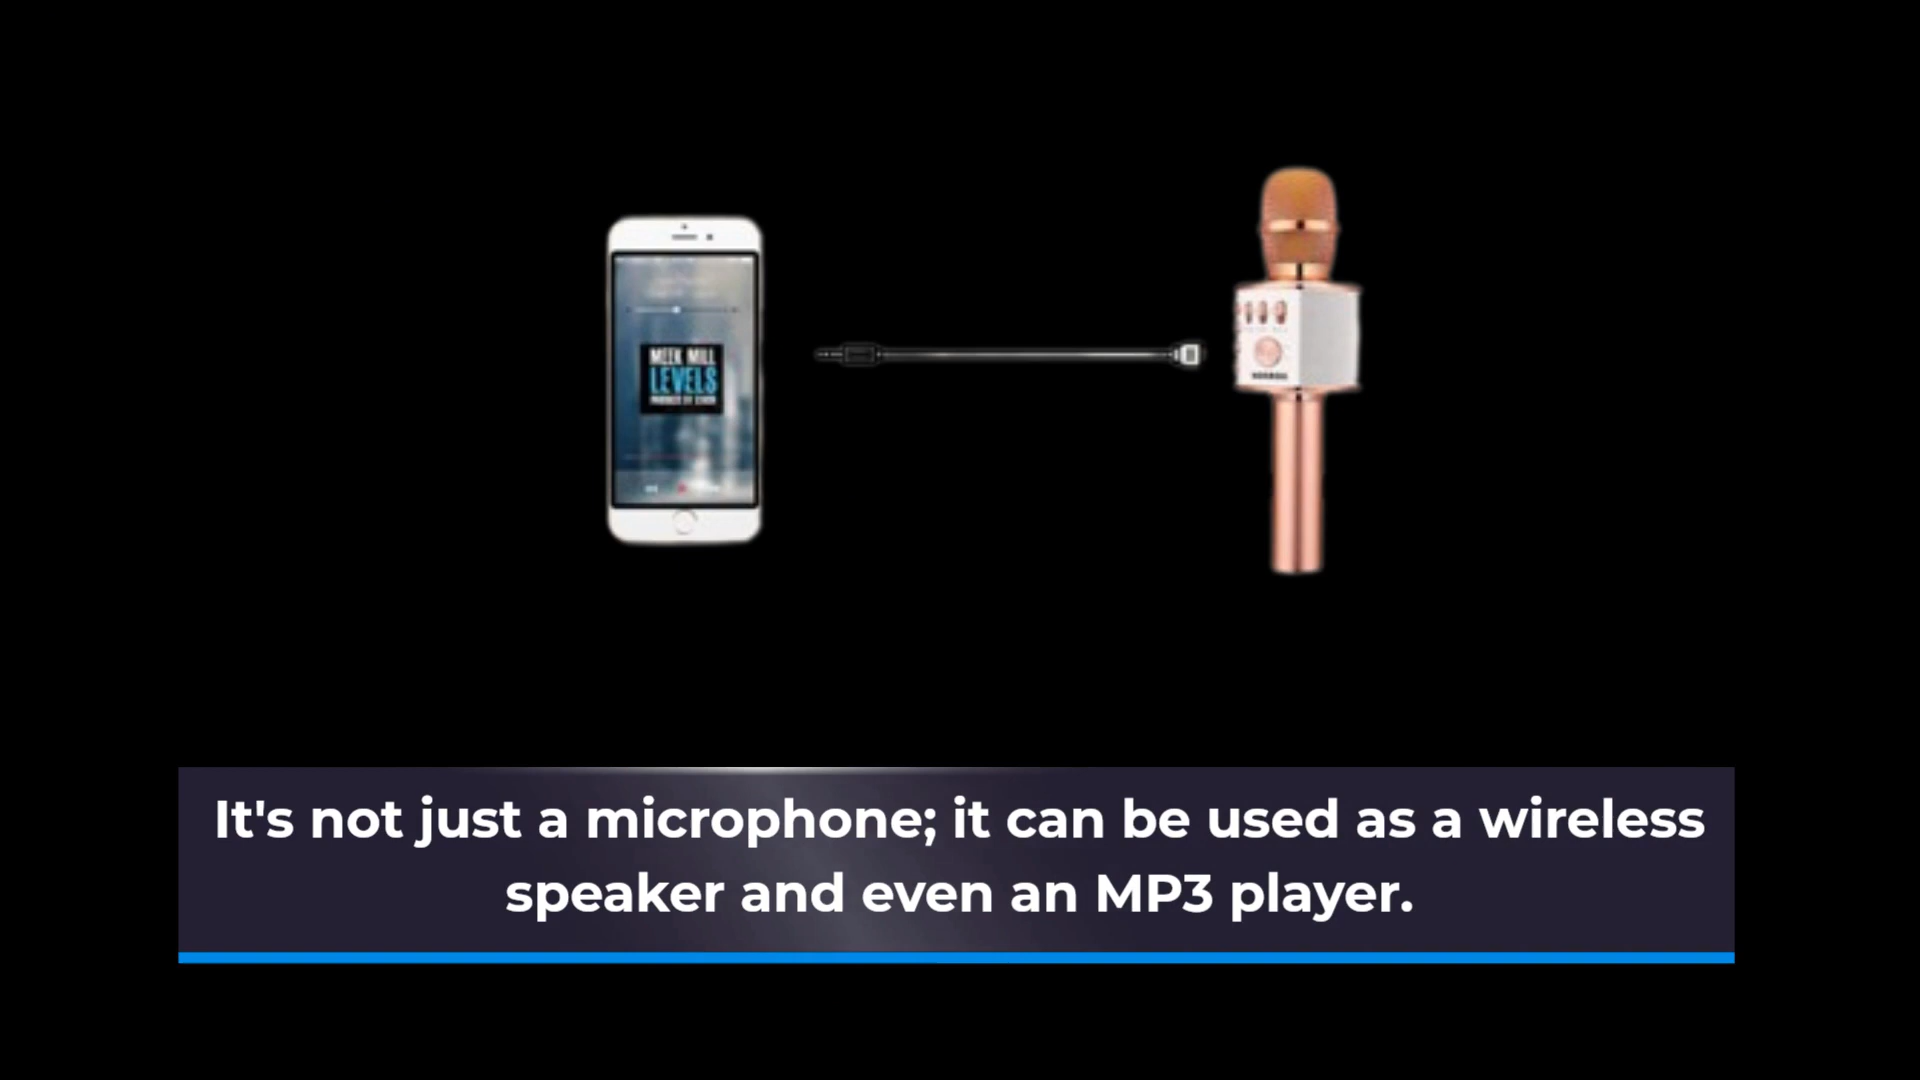 MEEK MILL
LEVELS
It's not just a microphone; it can be used as a wireless
speaker and even an MP3 player.